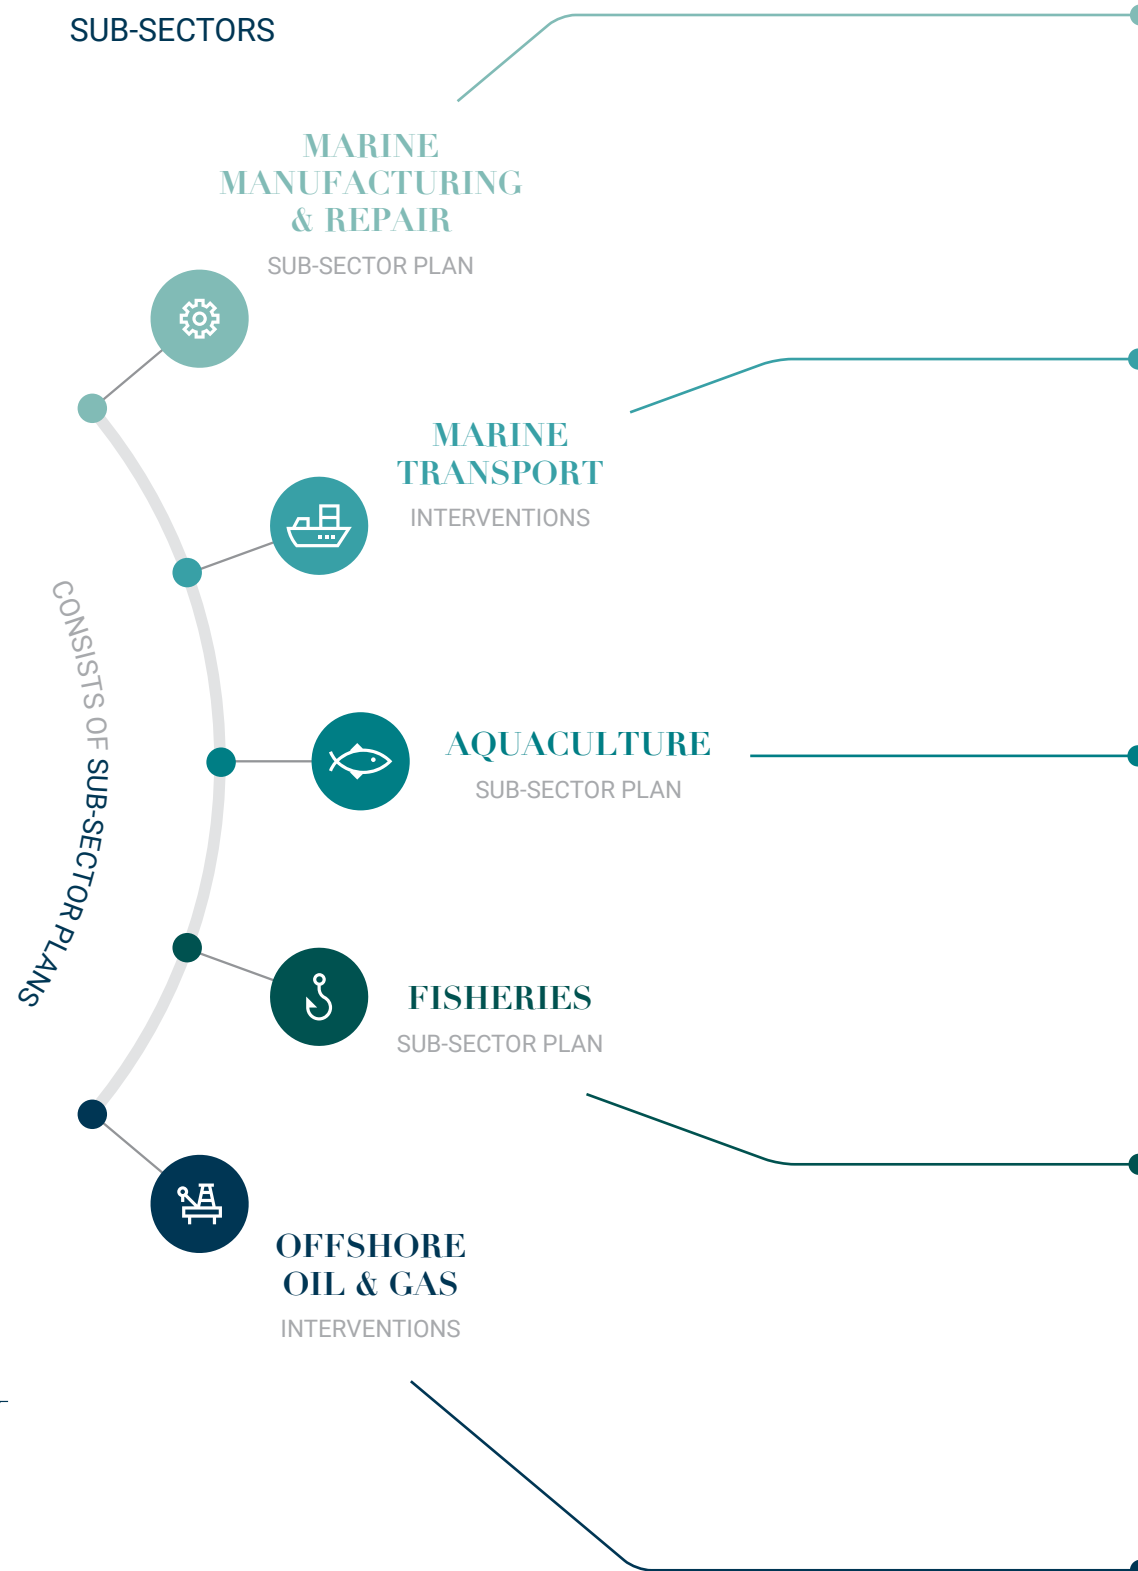 SUB-SECTORS
MARINE
MANUFACTURING
& REPAIR
SUB-SECTOR PLAN
MARINE
TRANSPORT
INTERVENTIONS
CONSISTS OF SUB-SECTOR PLANS
AQUACULTURE
SUB-SECTOR PLAN
FISHERIES
SUB-SECTOR PLAN
OFFSHORE
OIL & GAS
INTERVENTIONS